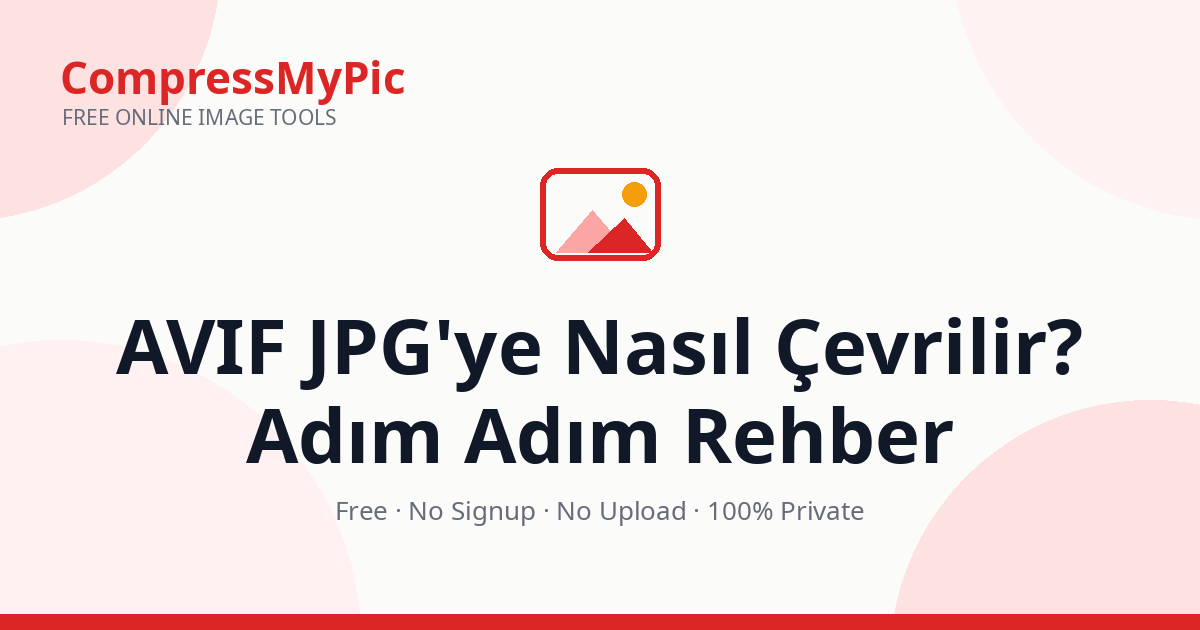 CompressMyPic
FREE ONLINE IMAGE TOOLS
AVIF JPG'ye Nasıl Çevrilir?
Adım Adım Rehber
Free · No Signup · No Upload · 100% Private